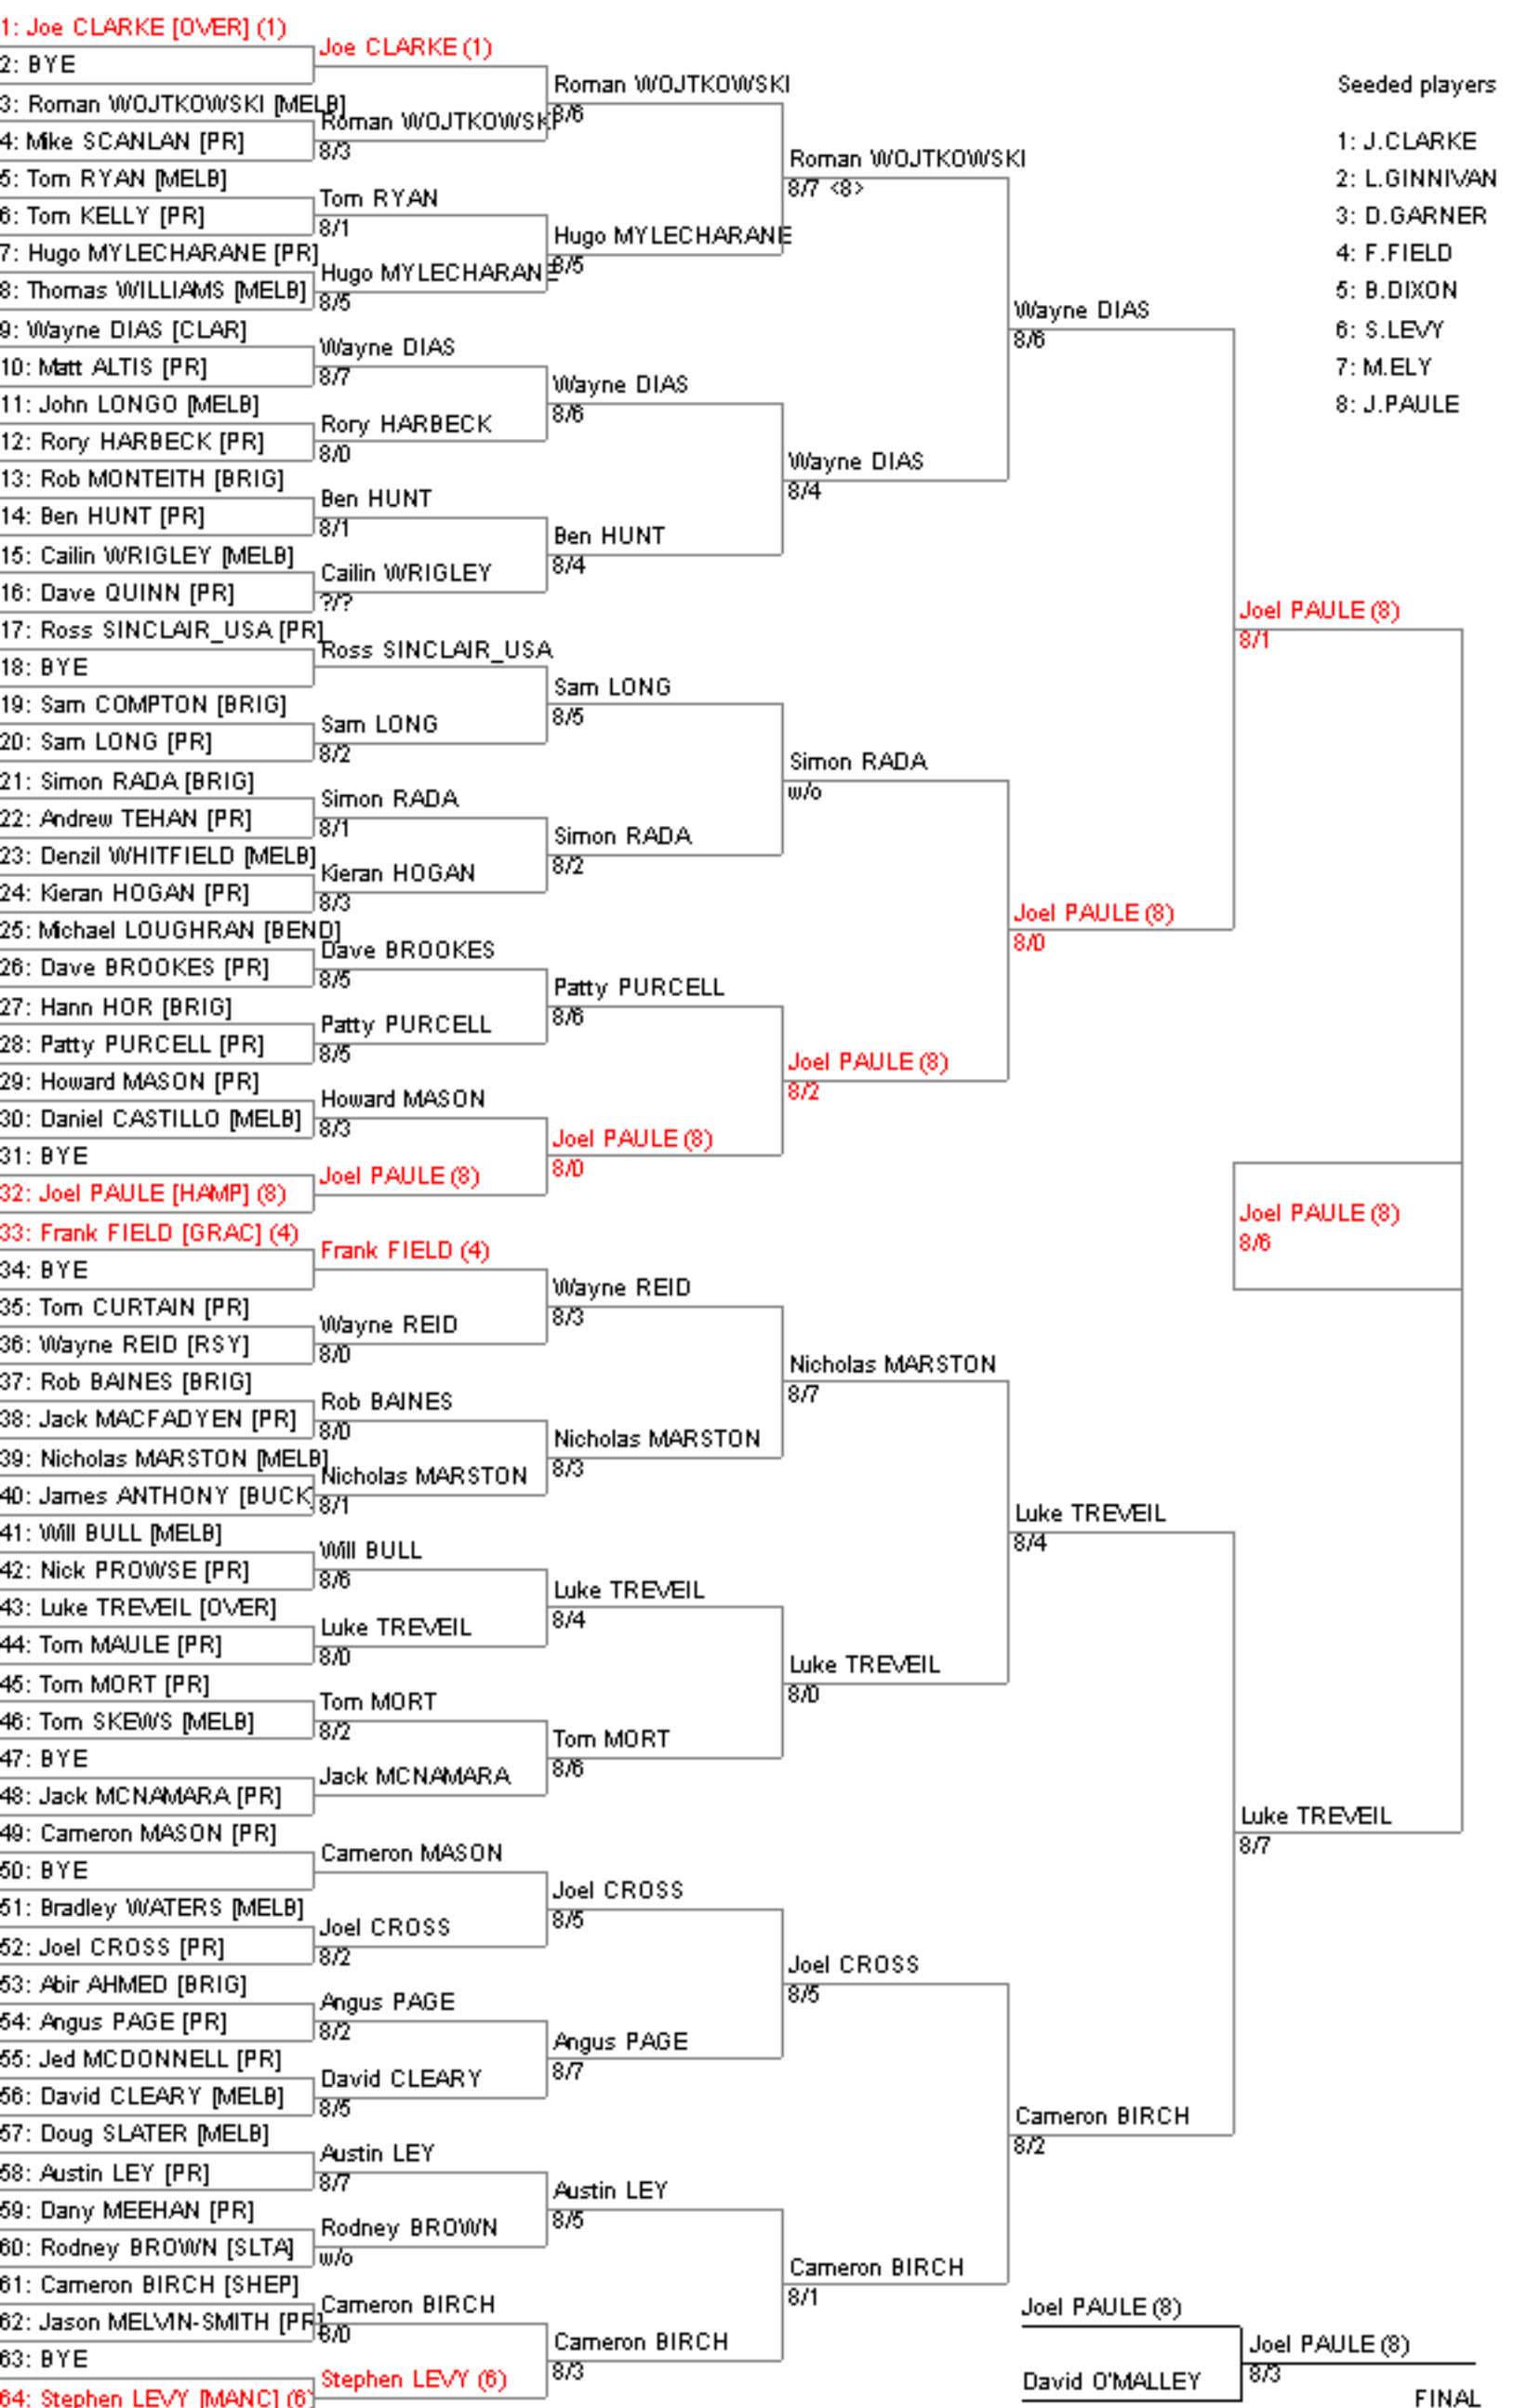 1: Joe CLARKE [OVER] (1)
2: BYE
3: Roman WOJTKOWSKI [MELB]
4: Mike SCANLAN [PR]
5: Tom RYAN [MELB]
6: Tom KELLY [PR]
7: Hugo MYLECHARANE [PR]
8: Thomas WILLIAMS [MELB]
9: Wayne DIAS [CLAR]
10: Matt ALTIS [PR]
11: John LONGO [MELB]
12: Rory HARBECK [PR]
13: Rob MONTEITH [BRIG]
14: Ben HUNT [PR]
15: Cailin WRIGLEY [MELB]
16: Dave QUINN [PR]
17: Ross SINCLAIR_USA [PR]
18: BYE
19: Sam COMPTON [BRIG]
20: Sam LONG [PR]
21: Simon RADA [BRIG]
22: Andrew TEHAN [PR]
23: Denzil WHITFIELD [MELB]
24: Kieran HOGAN [PR]
25: Michael LOUGHRAN [BEND]
26: Dave BROOKES [PR]
27: Hann HOR [BRIG]
28: Patty PURCELL [PR]
29: Howard MASON [PR]
30: Daniel CASTILLO [MELB]
31: BYE
32: Joel PAULE [HAMP] (8)
33: Frank FIELD [GRAC] (4)
34: BYE
35: Tom CURTAIN [PR]
36: Wayne REID [RSY]
37: Rob BAINES [BRIG]
38: Jack MACFADYEN [PR]
39: Nicholas MARSTON [MELB]
40: James ANTHONY [BUCK]
41: Will BULL [MELB]
42: Nick PROWSE [PR]
43: Luke TREVEIL [OVER]
44: Tom MAULE [PR]
45: Tom MORT [PR]
46: Tom SKEWS [MELB]
47: BYE
48: Jack MCNAMARA [PR]
49: Cameron MASON [PR]
50: BYE
51: Bradley WATERS [MELB]
52: Joel CROSS [PR]
53: Abir AHMED [BRIG]
54: Angus PAGE [PR]
55: Jed MCDONNELL [PR]
56: David CLEARY [MELB]
57: Doug SLATER [MELB]
58: Austin LEY [PR]
59: Dany MEEHAN [PR]
60: Rodney BROWN [SLTA]
61: Cameron BIRCH [SHEP]
62: Jason MELVIN-SMITH [PR]
63: BYE
64: Stephen LEVY [MANC] (6)
Joe CLARKE (1)
Roman WOJTKOWSKI
8/3
Tom RYAN
8/1
Hugo MYLECHARANE
8/5
Wayne DIAS
8/7
Rory HARBECK
8/0
Ben HUNT
8/1
Cailin WRIGLEY
?/?
Ross SINCLAIR_USA
Sam LONG
8/2
Simon RADA
8/1
Kieran HOGAN
8/3
Dave BROOKES
8/5
Patty PURCELL
8/5
Howard MASON
8/3
Joel PAULE (8)
Frank FIELD (4)
Wayne REID
8/0
Rob BAINES
8/0
Nicholas MARSTON
8/1
Will BULL
8/6
Luke TREVEIL
8/0
Tom MORT
8/2
Jack MCNAMARA
Cameron MASON
Joel CROSS
8/2
Angus PAGE
8/2
David CLEARY
8/5
Austin LEY
8/7
Rodney BROWN
w/o
Cameron BIRCH
8/0
Stephen LEVY (6)
Roman WOJTKOWSKI
8/6
Hugo MYLECHARANE
8/5
Wayne DIAS
8/6
Ben HUNT
8/4
Sam LONG
8/5
Simon RADA
8/2
Patty PURCELL
8/6
Joel PAULE (8)
8/0
Wayne REID
8/3
Nicholas MARSTON
8/3
Luke TREVEIL
8/4
Tom MORT
8/6
Joel CROSS
8/5
Angus PAGE
8/7
Austin LEY
8/5
Cameron BIRCH
8/3
Roman WOJTKOWSKI
8/7 <8>
Wayne DIAS
8/4
Simon RADA
w/o
Joel PAULE (8)
8/2
Nicholas MARSTON
8/7
Luke TREVEIL
8/0
Joel CROSS
8/5
Cameron BIRCH
8/1
Wayne DIAS
8/6
Joel PAULE (8)
8/0
Luke TREVEIL
8/4
Cameron BIRCH
8/2
Joel PAULE (8)
8/1
Joel PAULE (8)
8/6
Luke TREVEIL
8/7
Seeded players
1: J.CLARKE
2: L.GINNIVAN
3: D.GARNER
4: F.FIELD
5: B.DIXON
6: S.LEVY
7: M.ELY
8: J.PAULE
Joel PAULE (8)
David O'MALLEY
Joel PAULE (8)
8/3
FINAL